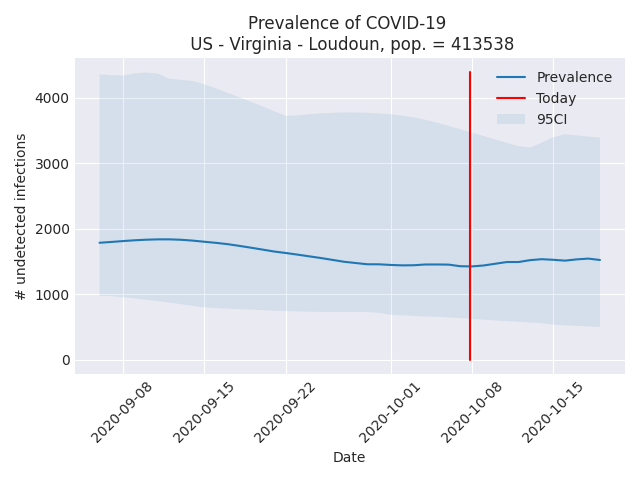 Prevalence of COVID-19
US - Virginia - Loudoun, pop. = 413538
# undetected infections
4000
3000
2000
1000
0
Prevalence
Today
95CI
2020-09-08
2020-09-15
2020-09-22
2020-10-01
2020-10-08
2020-10-15
Date